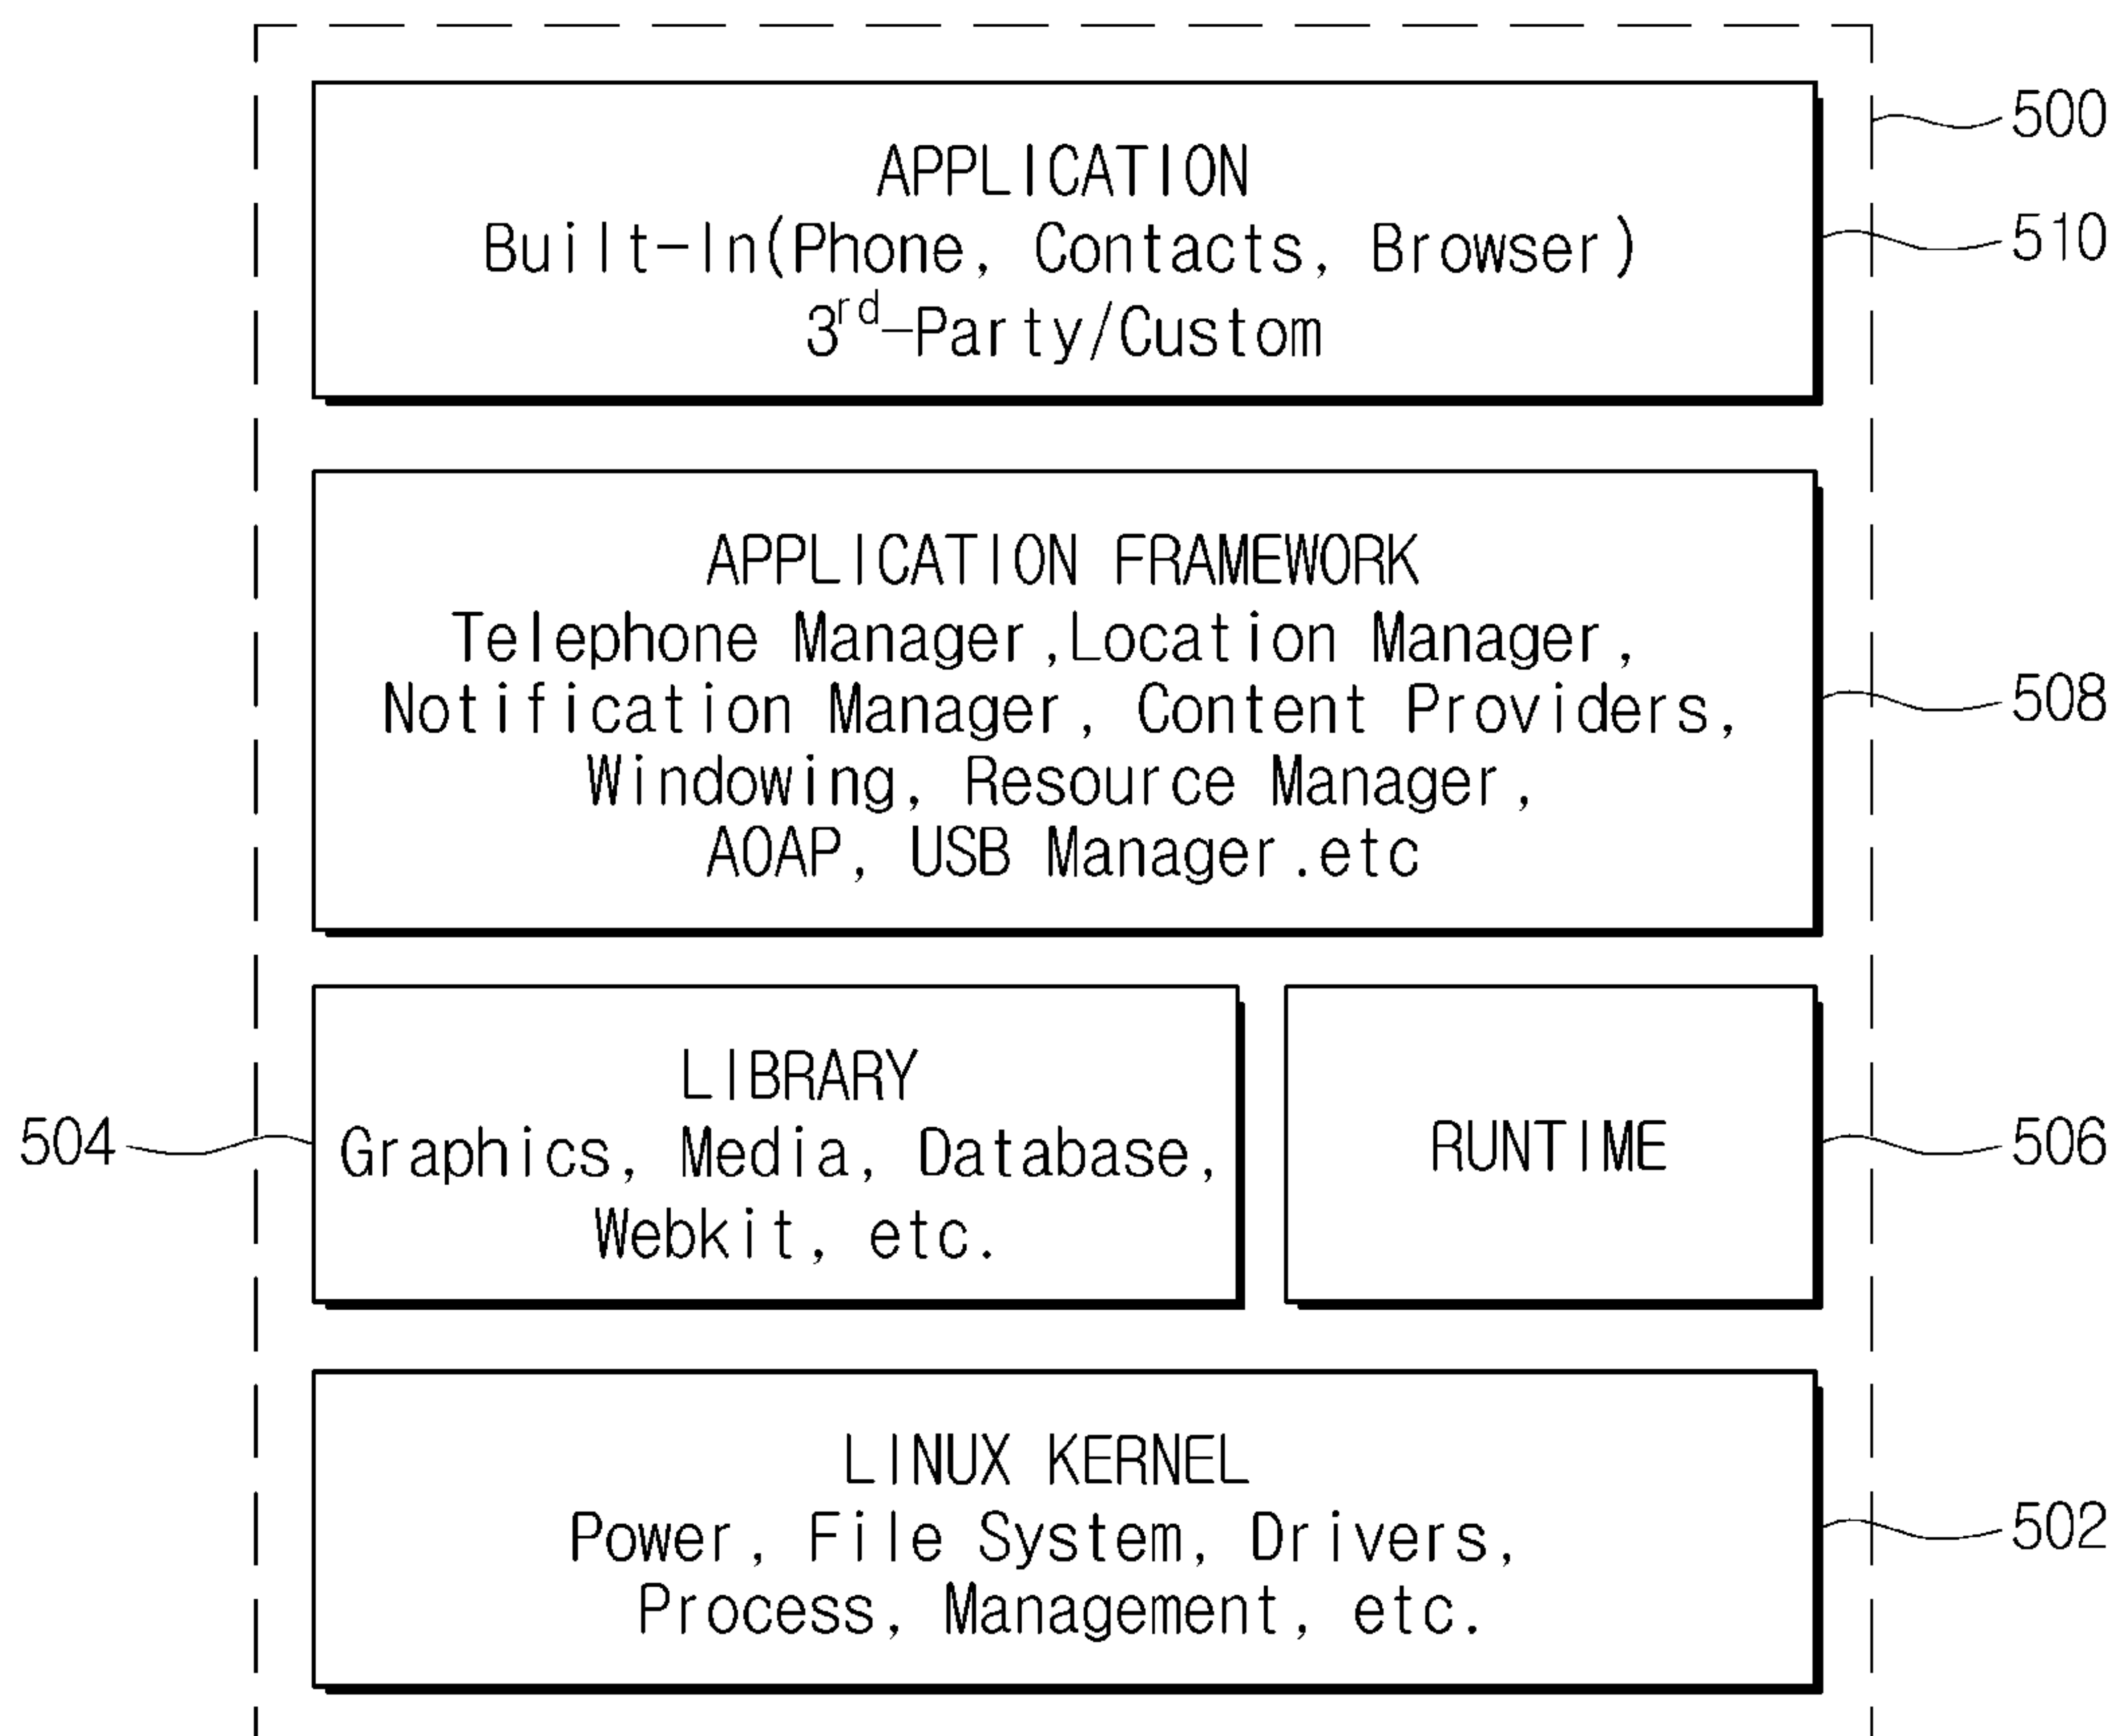 500
APPLICATION
Built-In(Phone, Contacts, Browser)
3rd-Party/Custom
510
APPLICATION FRAMEWORK
Telephone Manager,Location Manager,
Notification Manager, Content Providers,
Windowing, Resource Manager,
AOAP, USB Manager.etc
508
504
LIBRARY
Graphics, Media, Database,
Webkit, etc.
RUNTIME
506
LINUX KERNEL
Power, File System, Drivers,
Process, Management, etc.
502